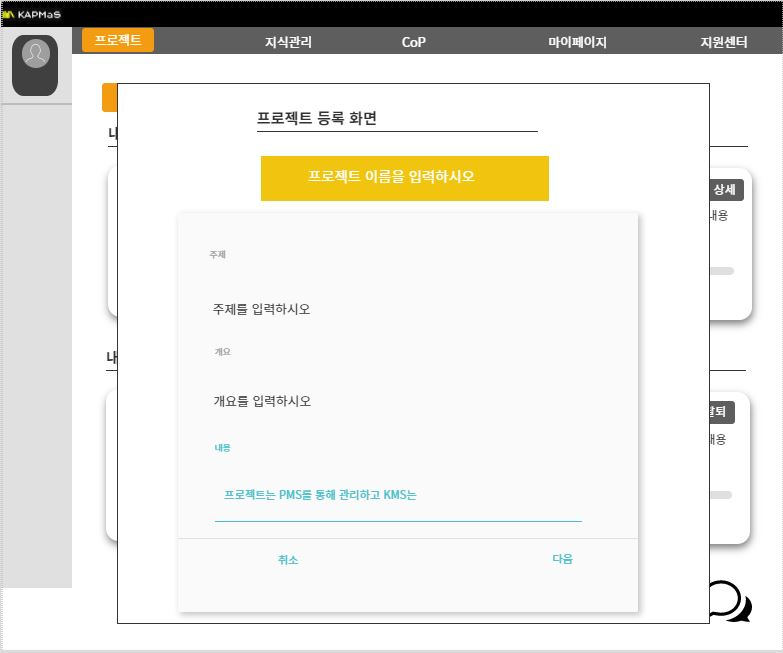 KAPMaS
프로젝트
지식관리
CoP
마이페이지
지원센터
내
프로젝트 등록 화면
프로젝트 이름을 입력하시오
상세
내용
주제
주제를 입력하시오
개요
내
개요를 입력하시오
탈퇴
내용
내용
프로젝트는 PMS를 통해 관리하고 KMS는
취소
다음